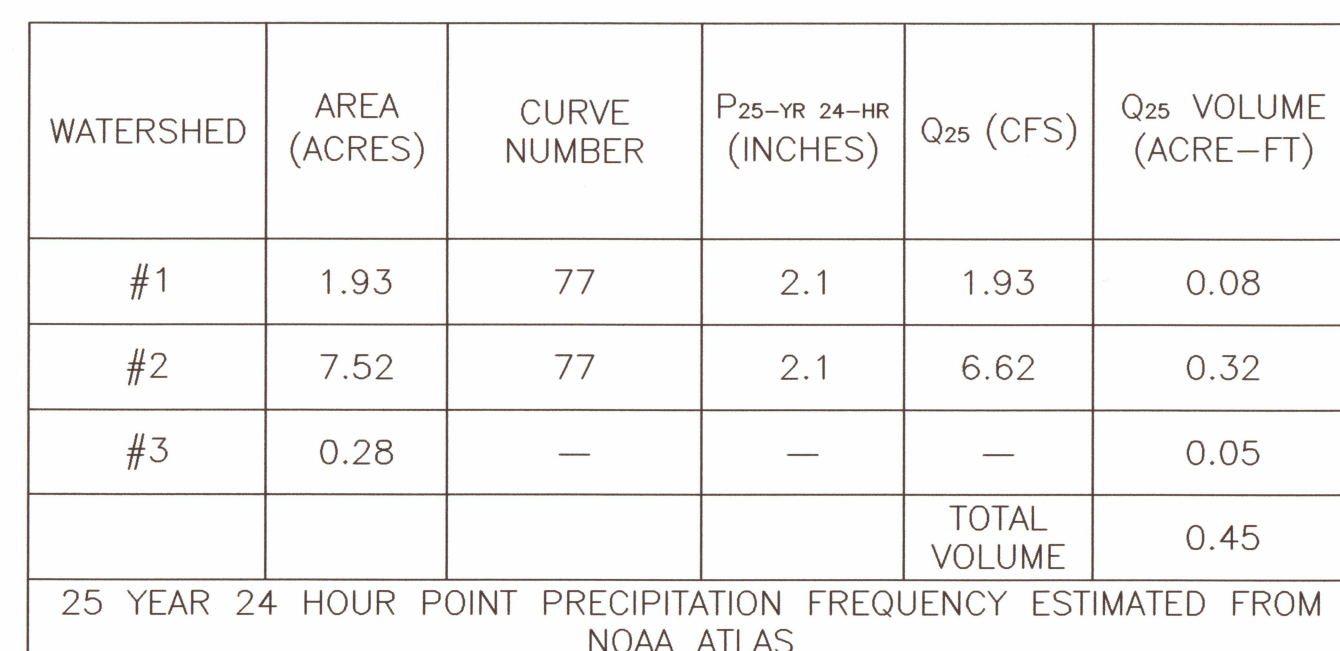 WATERSHED AREA (ACRES) CURVE NUMBER P25-YR 24-HR (INCHES) Q25 (CFS) Q25 VOLUME (ACRE-FT)
#1 1.93 77 2.1 1.93 0.08
#2 7.52 77 2.1 6.62 0.32
#3 0.28 — — — 0.05
TOTAL VOLUME 0.45
25 YEAR 24 HOUR POINT PRECIPITATION FREQUENCY ESTIMATED FROM
NOAA ATLAS